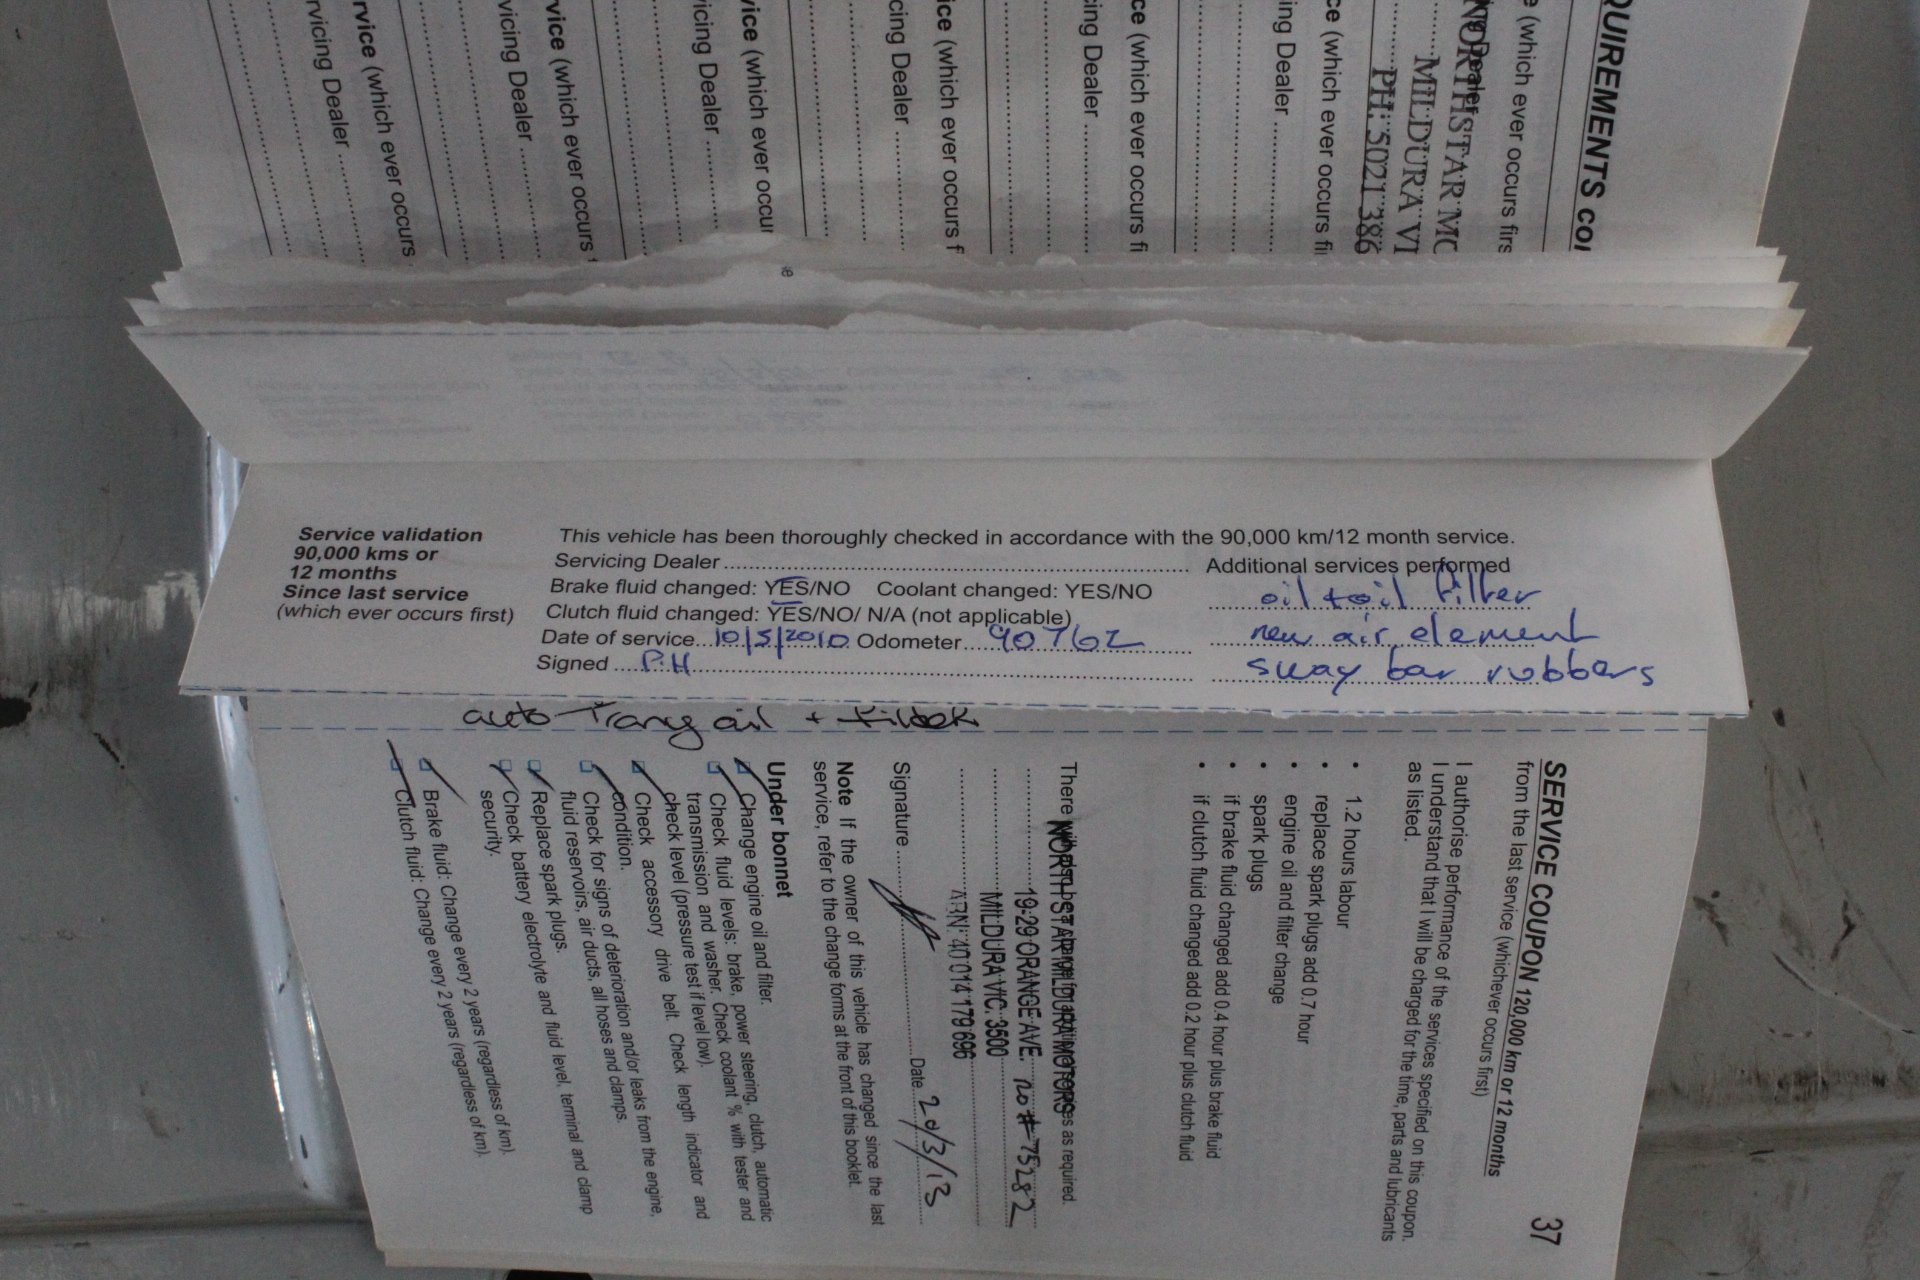 QUIREMENTS
e (which ever occurs firs
NORTHSTAR MO
MILDURA VI
PH: 5021 386
ce (which ever occurs fi
ing Dealer
ce (which ever occurs fi
cing Dealer
ice (which ever occurs f
cing Dealer
vice (which ever occur
vicing Dealer
rvice (which ever occurs
vicing Dealer
rvice (which ever occurs
rvicing Dealer
Service validation
90,000 kms or
12 months
Since last service
(which ever occurs first)
This vehicle has been thoroughly checked in accordance with the 90,000 km/12 month service.
Servicing Dealer
Brake fluid changed: YES/NO Coolant changed: YES/NO
Clutch fluid changed: YES/NO/ N/A (not applicable)
Date of service 10/5/2010 Odometer 90762
Signed P.H
Additional services performed
oil + oil filter
new air element
sway bar rubbers
auto Trans oil +
37
SERVICE COUPON 120,000 km or 12 months
from the last service (whichever occurs first)
I authorise performance of the services specified on this coupon.
I understand that I will be charged for the time, parts and lubricants
as listed.
• 1.2 hours labour
• replace spark plugs add 0.7 hour
• engine oil and filter change
• spark plugs
• if brake fluid changed add 0.4 hour plus brake fluid
• if clutch fluid changed add 0.2 hour plus clutch fluid
There as required.
NORTHSTAR MILDURA MOTORS
19-29 ORANGE AVE. no # 75282
MILDURA VIC. 3500
ARN: 40 014 179 696
Signature Date 20/3/13
Note If the owner of this vehicle has changed since the last
service, refer to the change forms at the front of this booklet.
Under bonnet
Change engine oil and filter.
Check fluid levels: brake, power steering, clutch, automatic
transmission and washer. Check coolant % with tester and
check level (pressure test if level low).
Check accessory drive belt. Check length indicator and
condition.
Check for signs of deterioration and/or leaks from the engine,
fluid reservoirs, air ducts, all hoses and clamps.
Replace spark plugs.
Check battery electrolyte and fluid level, terminal and clamp
security.
Brake fluid: Change every 2 years (regardless of km).
Clutch fluid: Change every 2 years (regardless of km).